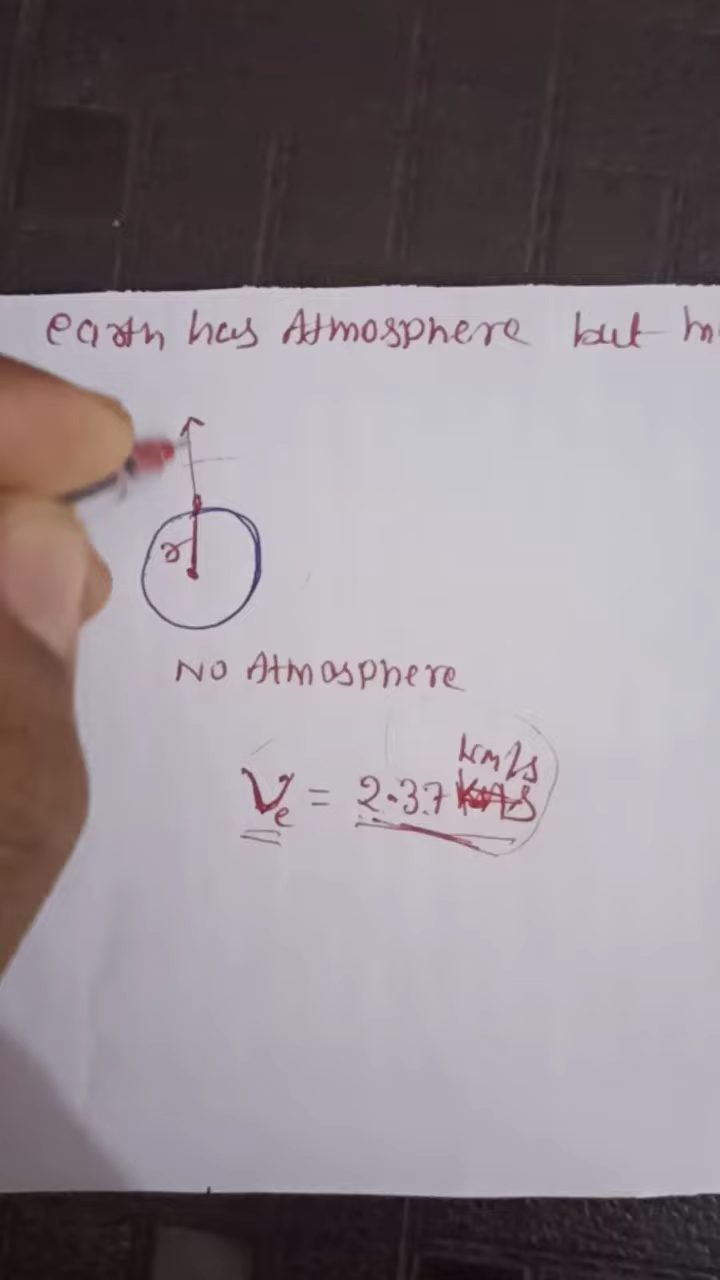 earth has Atmosphere but
r
NO Atmosphere
km/s
Ve = 2.37